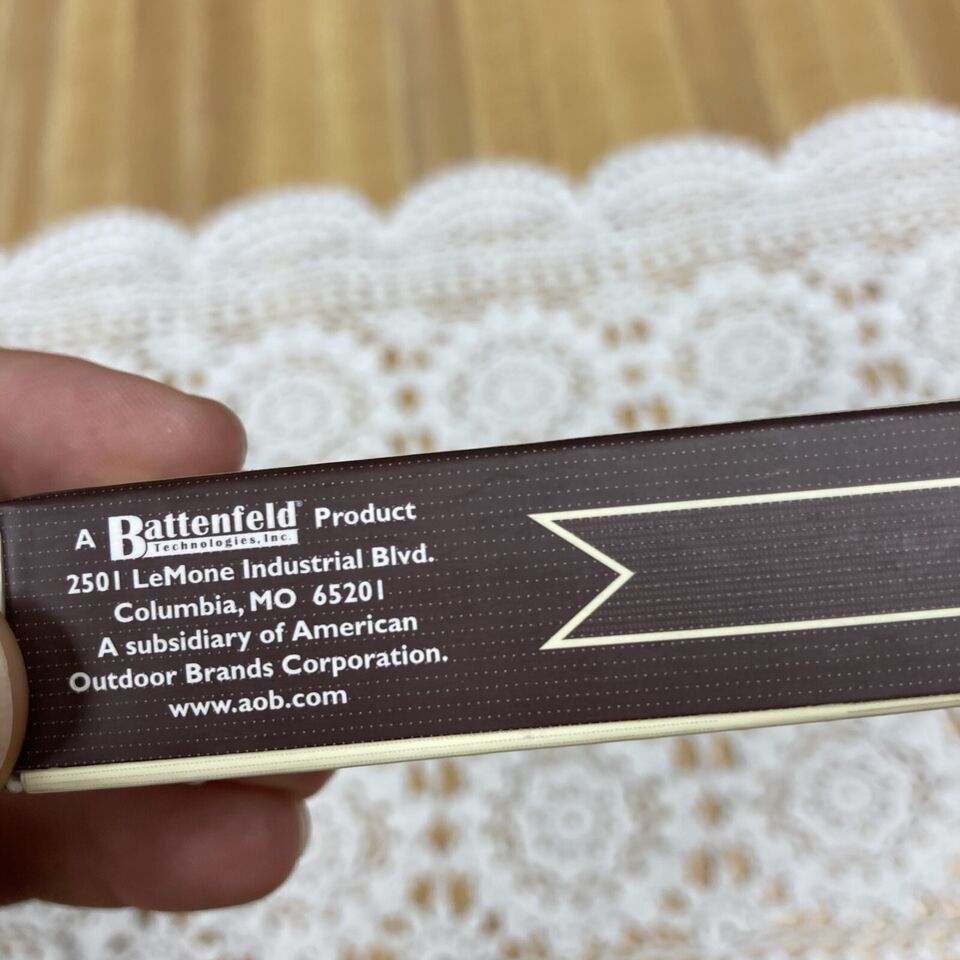 A Battenfeld® Product
Technologies, Inc.
2501 LeMone Industrial Blvd.
Columbia, MO 65201
A subsidiary of American
Outdoor Brands Corporation.
www.aob.com